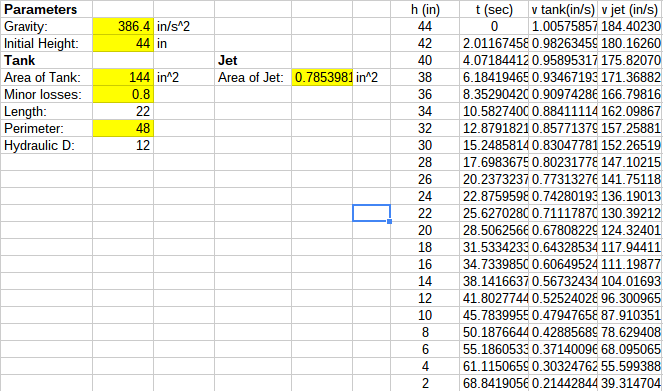 Parameters h (in) t (sec) v tank(in/s) v jet (in/s)
Gravity: 386.4 in/s^2 44 0 1.00575857 184.40230
Initial Height: 44 in 42 2.01167458 0.98263459 180.16260
Tank Jet 40 4.07184412 0.95895317 175.82070
Area of Tank: 144 in^2 Area of Jet: 0.7853981 in^2 38 6.18419465 0.93467193 171.36882
Minor losses: 0.8 36 8.35290420 0.90974286 166.79816
Length: 22 34 10.5827400 0.88411114 162.09867
Perimeter: 48 32 12.8791821 0.85771379 157.25881
Hydraulic D: 12 30 15.2485814 0.83047781 152.26519
28 17.6983675 0.80231778 147.10215
26 20.2373237 0.77313276 141.75118
24 22.8759598 0.74280193 136.19013
22 25.6270280 0.71117870 130.39212
20 28.5062566 0.67808229 124.32401
18 31.5334233 0.64328534 117.94411
16 34.7339850 0.60649524 111.19877
14 38.1416637 0.56732434 104.01693
12 41.8027744 0.52524028 96.300965
10 45.7839955 0.47947658 87.910351
8 50.1876644 0.42885689 78.629408
6 55.1860533 0.37140096 68.095065
4 61.1150659 0.30324762 55.599388
2 68.8419056 0.21442844 39.314704